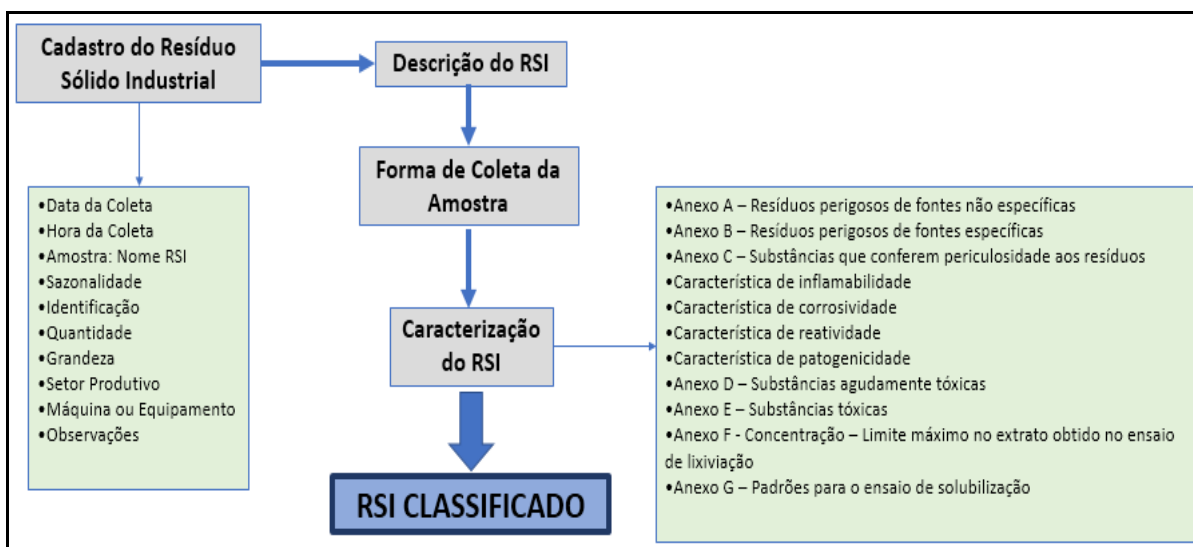 Cadastro do Resíduo
Sólido Industrial
Descrição do RSI
Forma de Coleta da
Amostra
•Data da Coleta
•Hora da Coleta
•Amostra: Nome RSI
•Sazonalidade
•Identificação
•Quantidade
•Grandeza
•Setor Produtivo
•Máquina ou Equipamento
•Observações
Caracterização
do RSI
•Anexo A – Resíduos perigosos de fontes não específicas
•Anexo B – Resíduos perigosos de fontes específicas
•Anexo C – Substâncias que conferem periculosidade aos resíduos
•Característica de inflamabilidade
•Característica de corrosividade
•Característica de reatividade
•Característica de patogenicidade
•Anexo D – Substâncias agudamente tóxicas
•Anexo E – Substâncias tóxicas
•Anexo F - Concentração – Limite máximo no extrato obtido no ensaio
de lixiviação
•Anexo G – Padrões para o ensaio de solubilização
RSI CLASSIFICADO